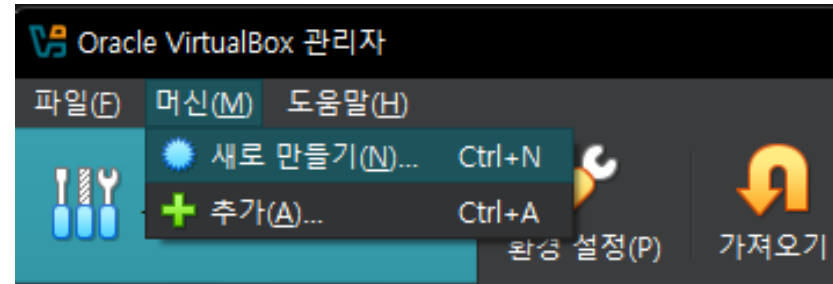 Oracle VirtualBox 관리자
파일(F) 머신(M) 도움말(H)
새로 만들기(N)... Ctrl+N
추가(A)... Ctrl+A
환경 설정(P) 가져오기